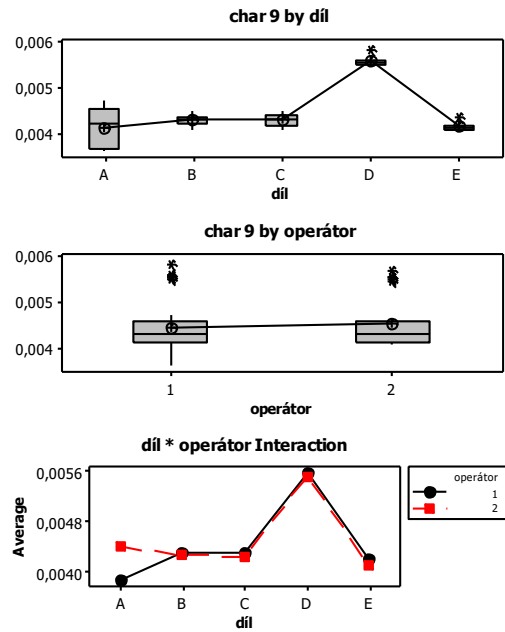 char 9 by díl
0,006
0,005
0,004
A B C D E
díl
char 9 by operátor
0,006
0,005
0,004
1 2
operátor
díl * operátor Interaction
0,0056
0,0048
0,0040
Average
A B C D E
díl
operátor
1
2